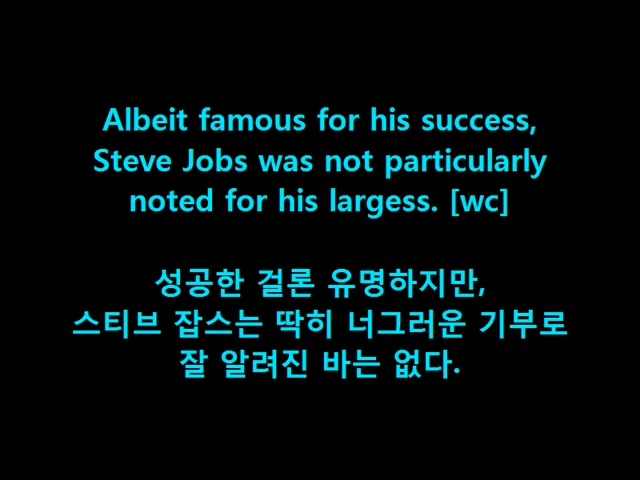 Albeit famous for his success,
Steve Jobs was not particularly
noted for his largess. [wc]
성공한 걸론 유명하지만,
스티브 잡스는 딱히 너그러운 기부로
잘 알려진 바는 없다.